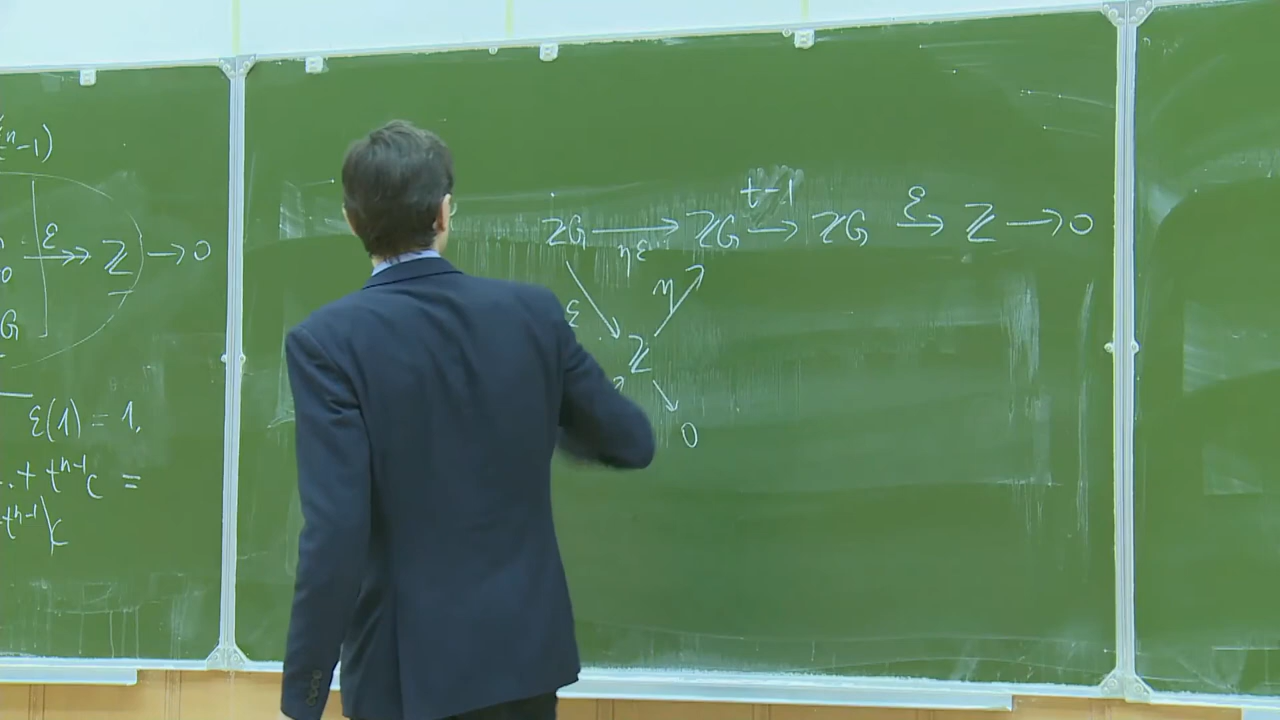 t^n-1)
ε
ℤ → 0
G
ε(1) = 1,
..+ t^{n-1}c =
t^{n-1})c
t-1
ℤG → ℤG → ℤG → ℤ → 0
ε
ηε
ε η
ℤ
0